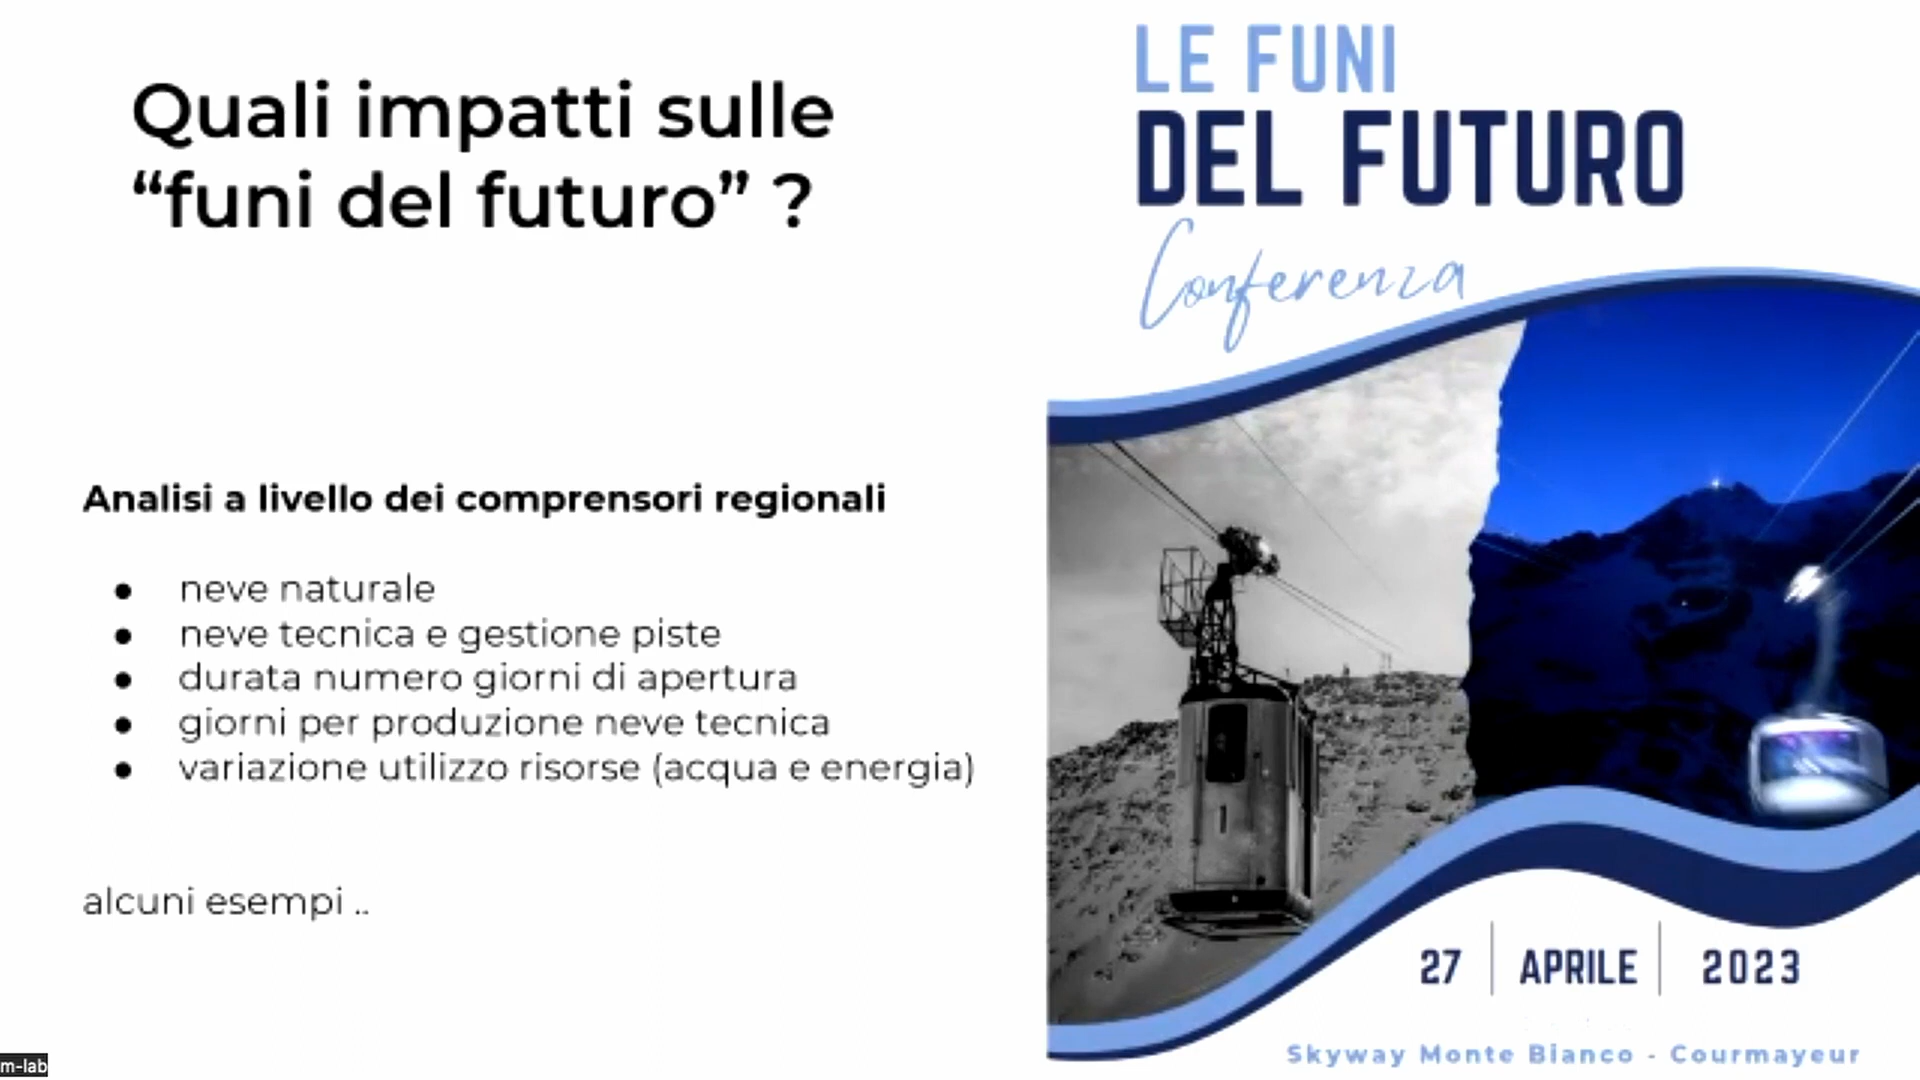 Quali impatti sulle
“funi del futuro” ?
Analisi a livello dei comprensori regionali
● neve naturale
● neve tecnica e gestione piste
● durata numero giorni di apertura
● giorni per produzione neve tecnica
● variazione utilizzo risorse (acqua e energia)
alcuni esempi ..
LE FUNI
DEL FUTURO
Conferenza
27 | APRILE | 2023
Skyway Monte Bianco - Courmayeur
m-lab